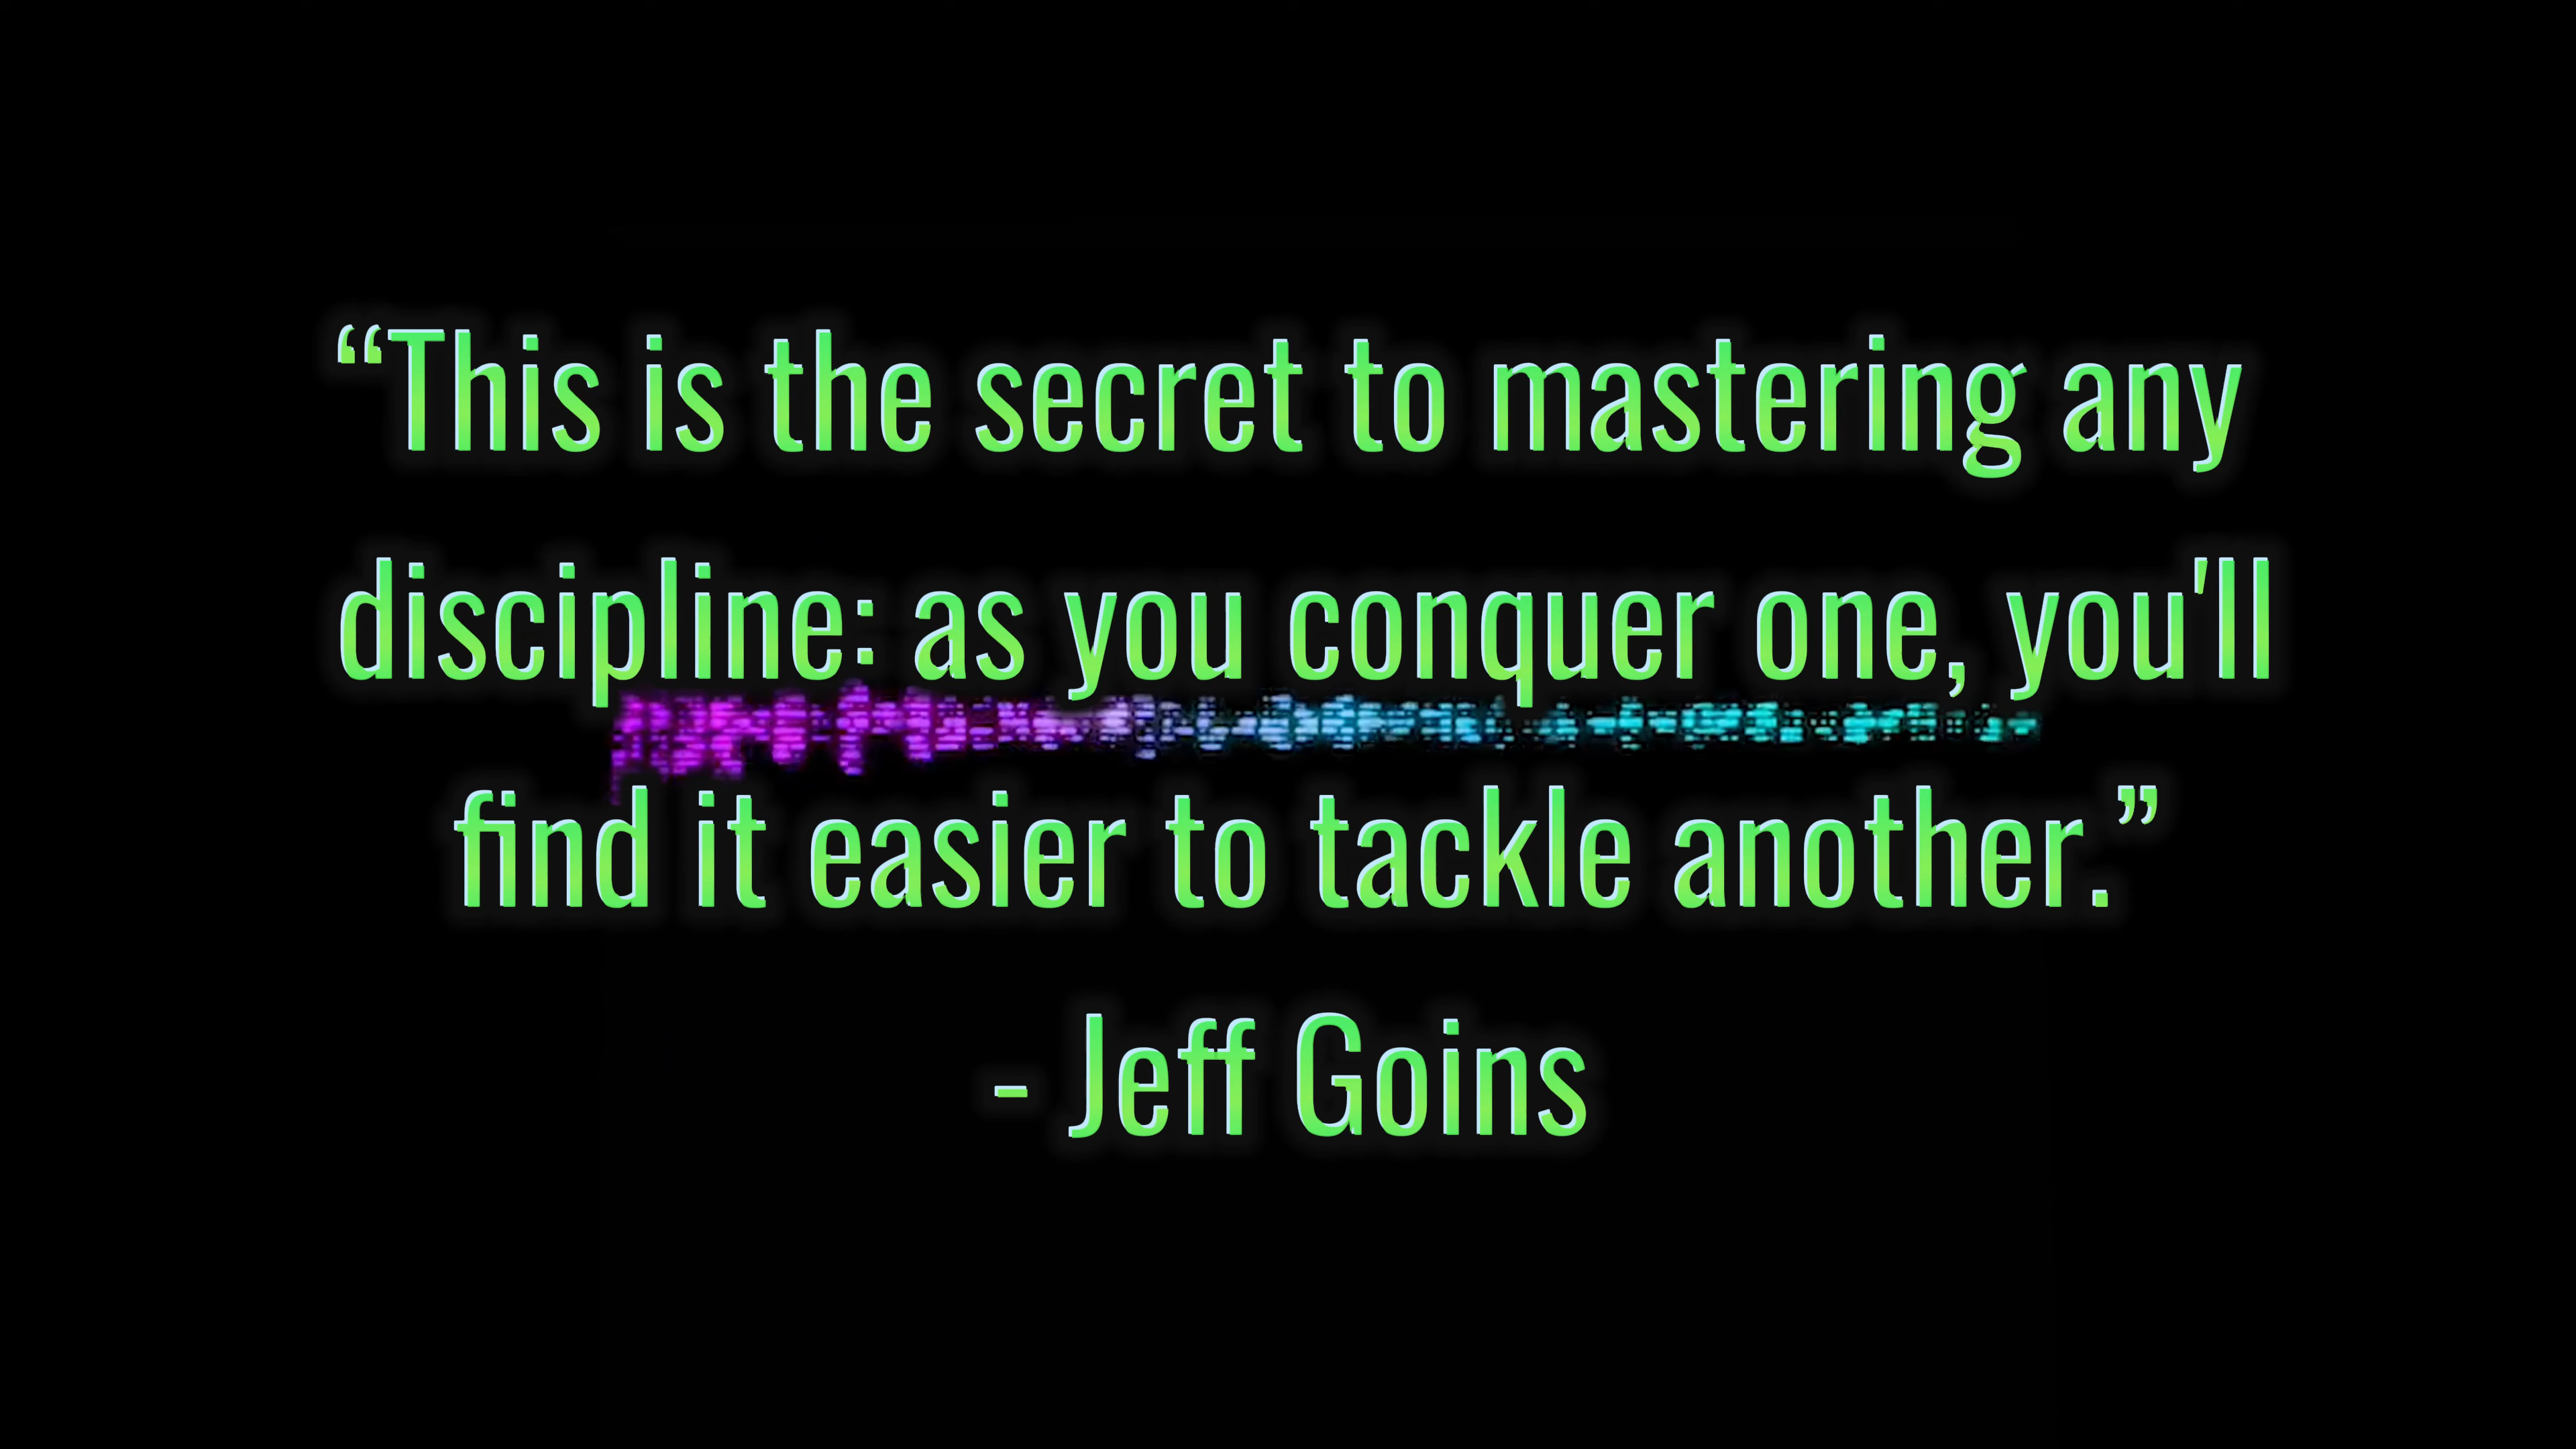 “This is the secret to mastering any
discipline: as you conquer one, you'll
find it easier to tackle another.”
- Jeff Goins